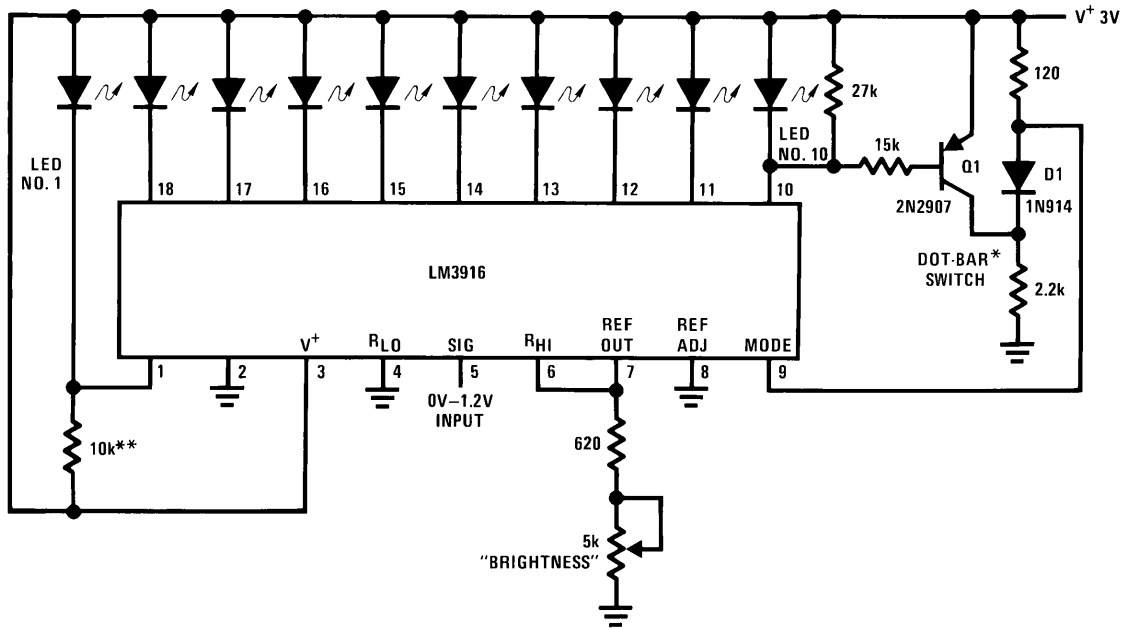 V+ 3V
120
27k
LED
NO. 1
LED
NO. 10
15k
Q1
D1
2N2907
1N914
18
17
16
15
14
13
12
11
10
DOT-BAR*
SWITCH
LM3916
2.2k
V+
RLO
SIG
RHI
REF
OUT
REF
ADJ
MODE
1
2
3
4
5
6
7
8
9
0V–1.2V
INPUT
10k**
620
5k
"BRIGHTNESS"